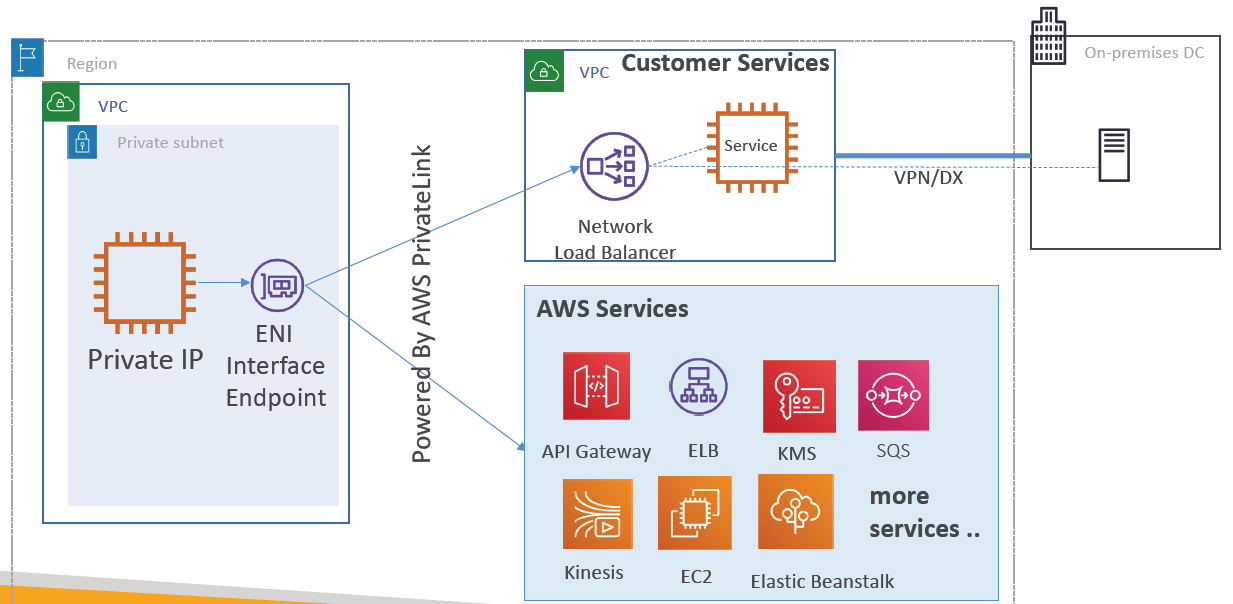 Region
VPC
Private subnet
Private IP
ENI
Interface
Endpoint
Powered By AWS PrivateLink
VPC
Customer Services
Service
Network
Load Balancer
VPN/DX
On-premises DC
AWS Services
API Gateway
ELB
KMS
SQS
Kinesis
EC2
Elastic Beanstalk
more
services ..